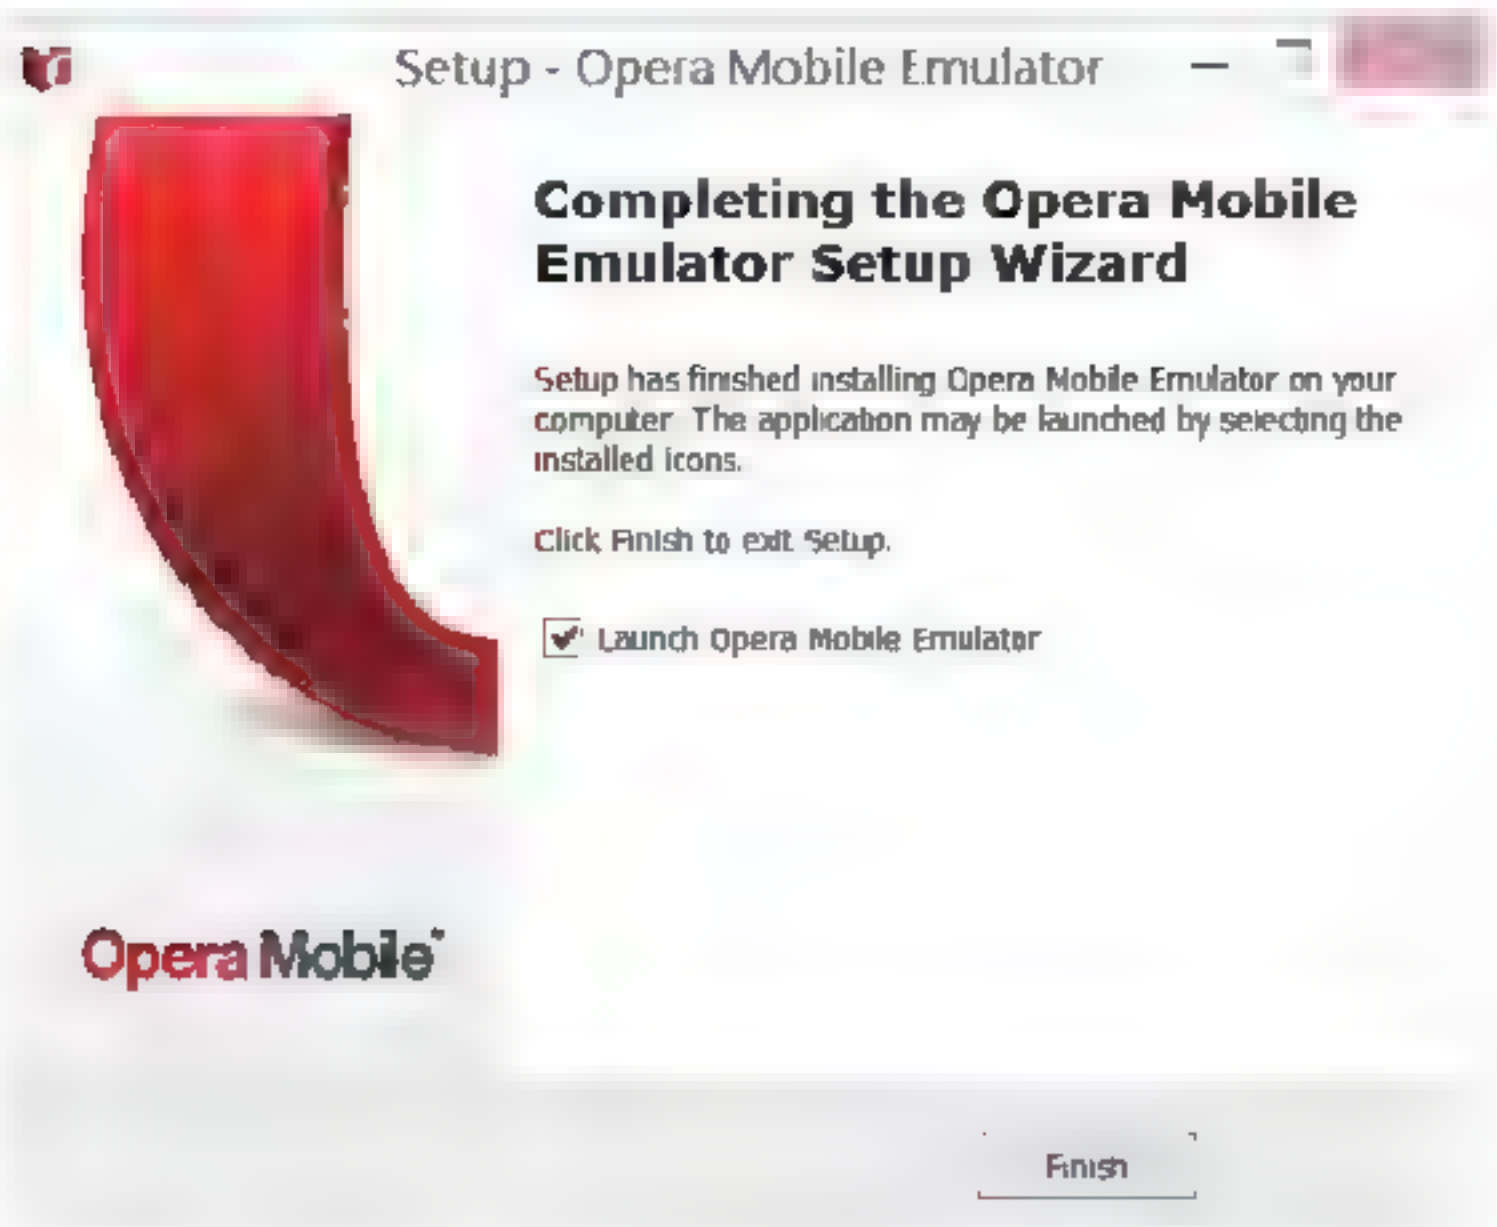 Setup - Opera Mobile Emulator
Completing the Opera Mobile
Emulator Setup Wizard
Setup has finished installing Opera Mobile Emulator on your
computer. The application may be launched by selecting the
installed icons.
Click Finish to exit Setup.
Launch Opera Mobile Emulator
Opera Mobile
Finish